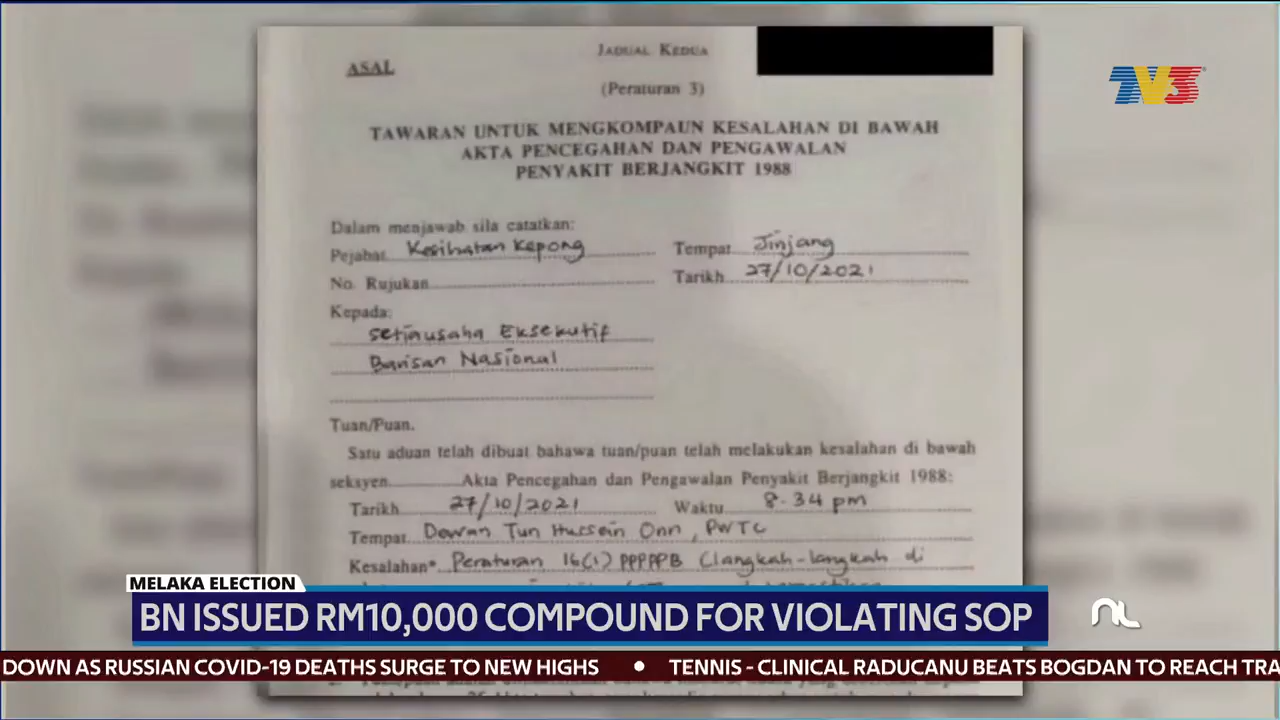 JADUAL KEDUA
ASAL
(Peraturan 3)
TV3
TAWARAN UNTUK MENGKOMPAUN KESALAHAN DI BAWAH
AKTA PENCEGAHAN DAN PENGAWALAN
PENYAKIT BERJANGKIT 1988
Dalam menjawab sila catatkan:
Pejabat Kesihatan Kepong Tempat Jinjang
No. Rujukan Tarikh 27/10/2021
Kepada:
Setiausaha Eksekutif
Barisan Nasional
Tuan/Puan.
Satu aduan telah dibuat bahawa tuan/puan telah melakukan kesalahan di bawah
seksyen Akta Pencegahan dan Pengawalan Penyakit Berjangkit 1988:
Tarikh 27/10/2021 Waktu 8.34 pm
Tempat Dewan Tun Hussein Onn, PWTC
Kesalahan* Peraturan 16(1) PPPPPB (langkah-langkah di
MELAKA ELECTION
BN ISSUED RM10,000 COMPOUND FOR VIOLATING SOP
DOWN AS RUSSIAN COVID-19 DEATHS SURGE TO NEW HIGHS • TENNIS - CLINICAL RADUCANU BEATS BOGDAN TO REACH TRA